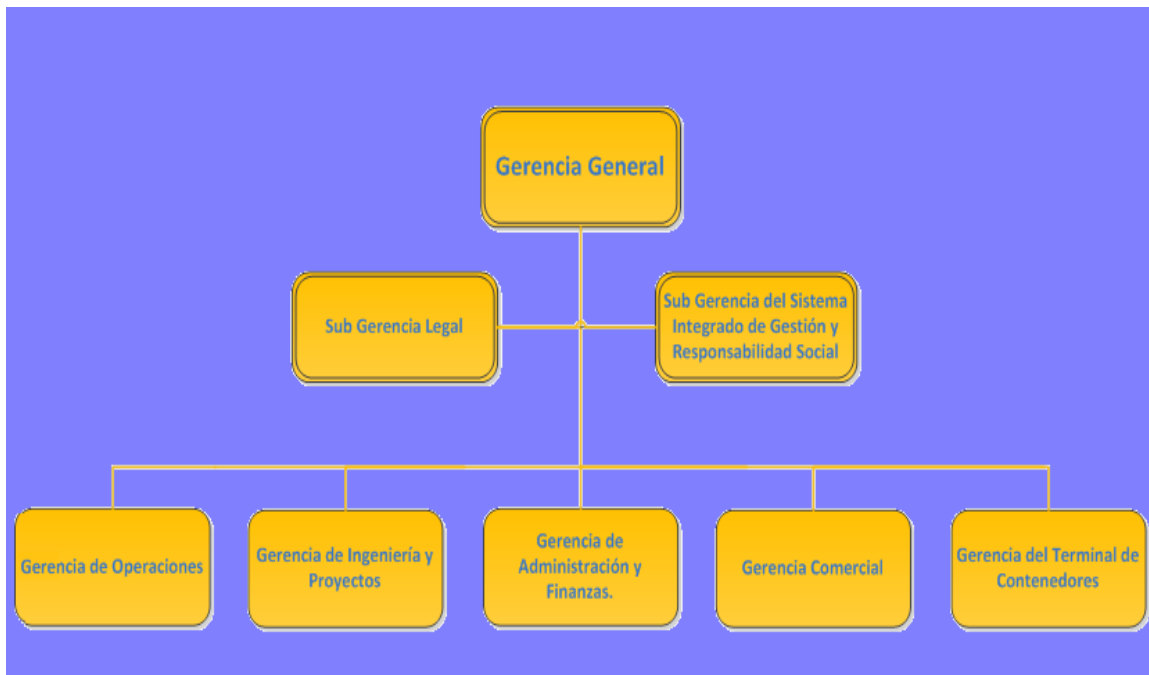 Gerencia General
Sub Gerencia Legal
Sub Gerencia del Sistema
Integrado de Gestión y
Responsabilidad Social
Gerencia de Operaciones
Gerencia de Ingeniería y
Proyectos
Gerencia de
Administración y
Finanzas.
Gerencia Comercial
Gerencia del Terminal de
Contenedores